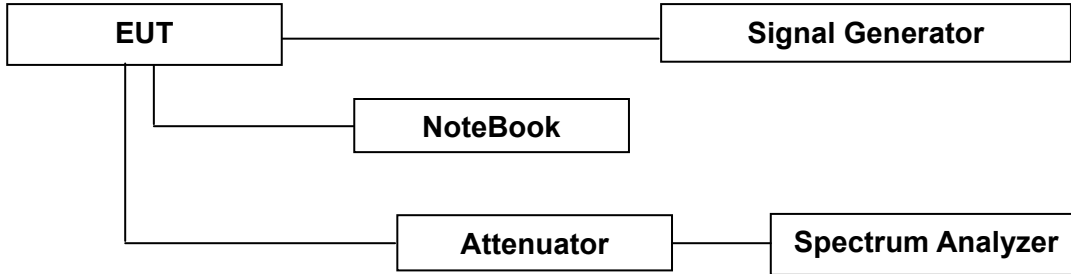 EUT
Signal Generator
NoteBook
Attenuator
Spectrum Analyzer